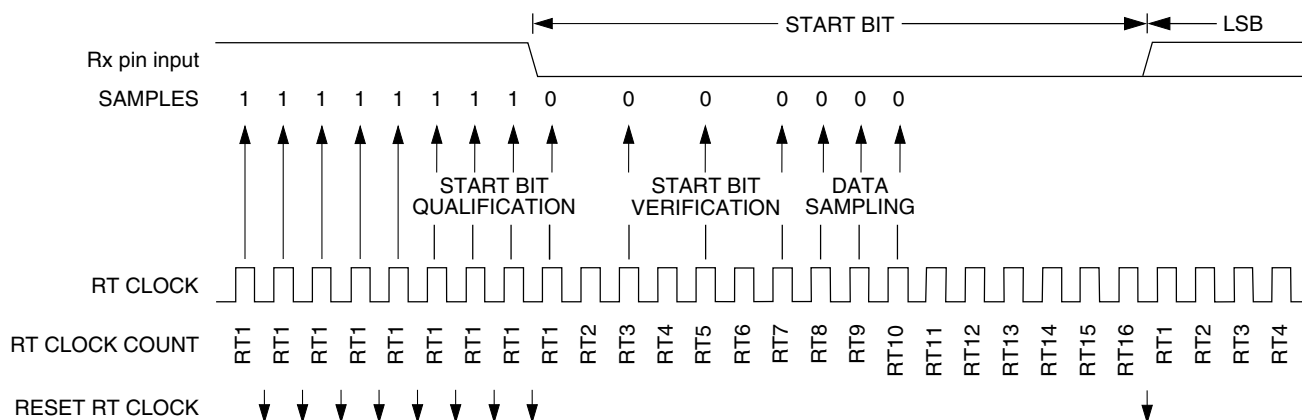 START BIT LSB
Rx pin input
SAMPLES 1 1 1 1 1 1 1 1 0 0 0 0 0 0 0
START BIT QUALIFICATION START BIT VERIFICATION DATA SAMPLING
RT CLOCK
RT CLOCK COUNT RT1 RT1 RT1 RT1 RT1 RT1 RT1 RT1 RT1 RT2 RT3 RT4 RT5 RT6 RT7 RT8 RT9 RT10 RT11 RT12 RT13 RT14 RT15 RT16 RT1 RT2 RT3 RT4
RESET RT CLOCK